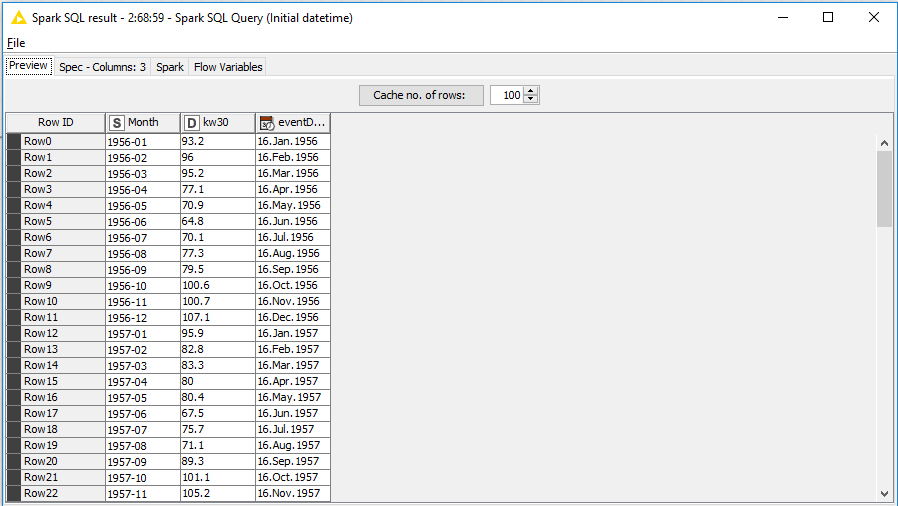 Spark SQL result - 2:68:59 - Spark SQL Query (Initial datetime)
File
Preview Spec - Columns: 3 Spark Flow Variables
Cache no. of rows: 100
Row ID S Month D kw30 eventD...
Row0 1956-01 93.2 16.Jan.1956
Row1 1956-02 96 16.Feb.1956
Row2 1956-03 95.2 16.Mar.1956
Row3 1956-04 77.1 16.Apr.1956
Row4 1956-05 70.9 16.May.1956
Row5 1956-06 64.8 16.Jun.1956
Row6 1956-07 70.1 16.Jul.1956
Row7 1956-08 77.3 16.Aug.1956
Row8 1956-09 79.5 16.Sep.1956
Row9 1956-10 100.6 16.Oct.1956
Row10 1956-11 100.7 16.Nov.1956
Row11 1956-12 107.1 16.Dec.1956
Row12 1957-01 95.9 16.Jan.1957
Row13 1957-02 82.8 16.Feb.1957
Row14 1957-03 83.3 16.Mar.1957
Row15 1957-04 80 16.Apr.1957
Row16 1957-05 80.4 16.May.1957
Row17 1957-06 67.5 16.Jun.1957
Row18 1957-07 75.7 16.Jul.1957
Row19 1957-08 71.1 16.Aug.1957
Row20 1957-09 89.3 16.Sep.1957
Row21 1957-10 101.1 16.Oct.1957
Row22 1957-11 105.2 16.Nov.1957